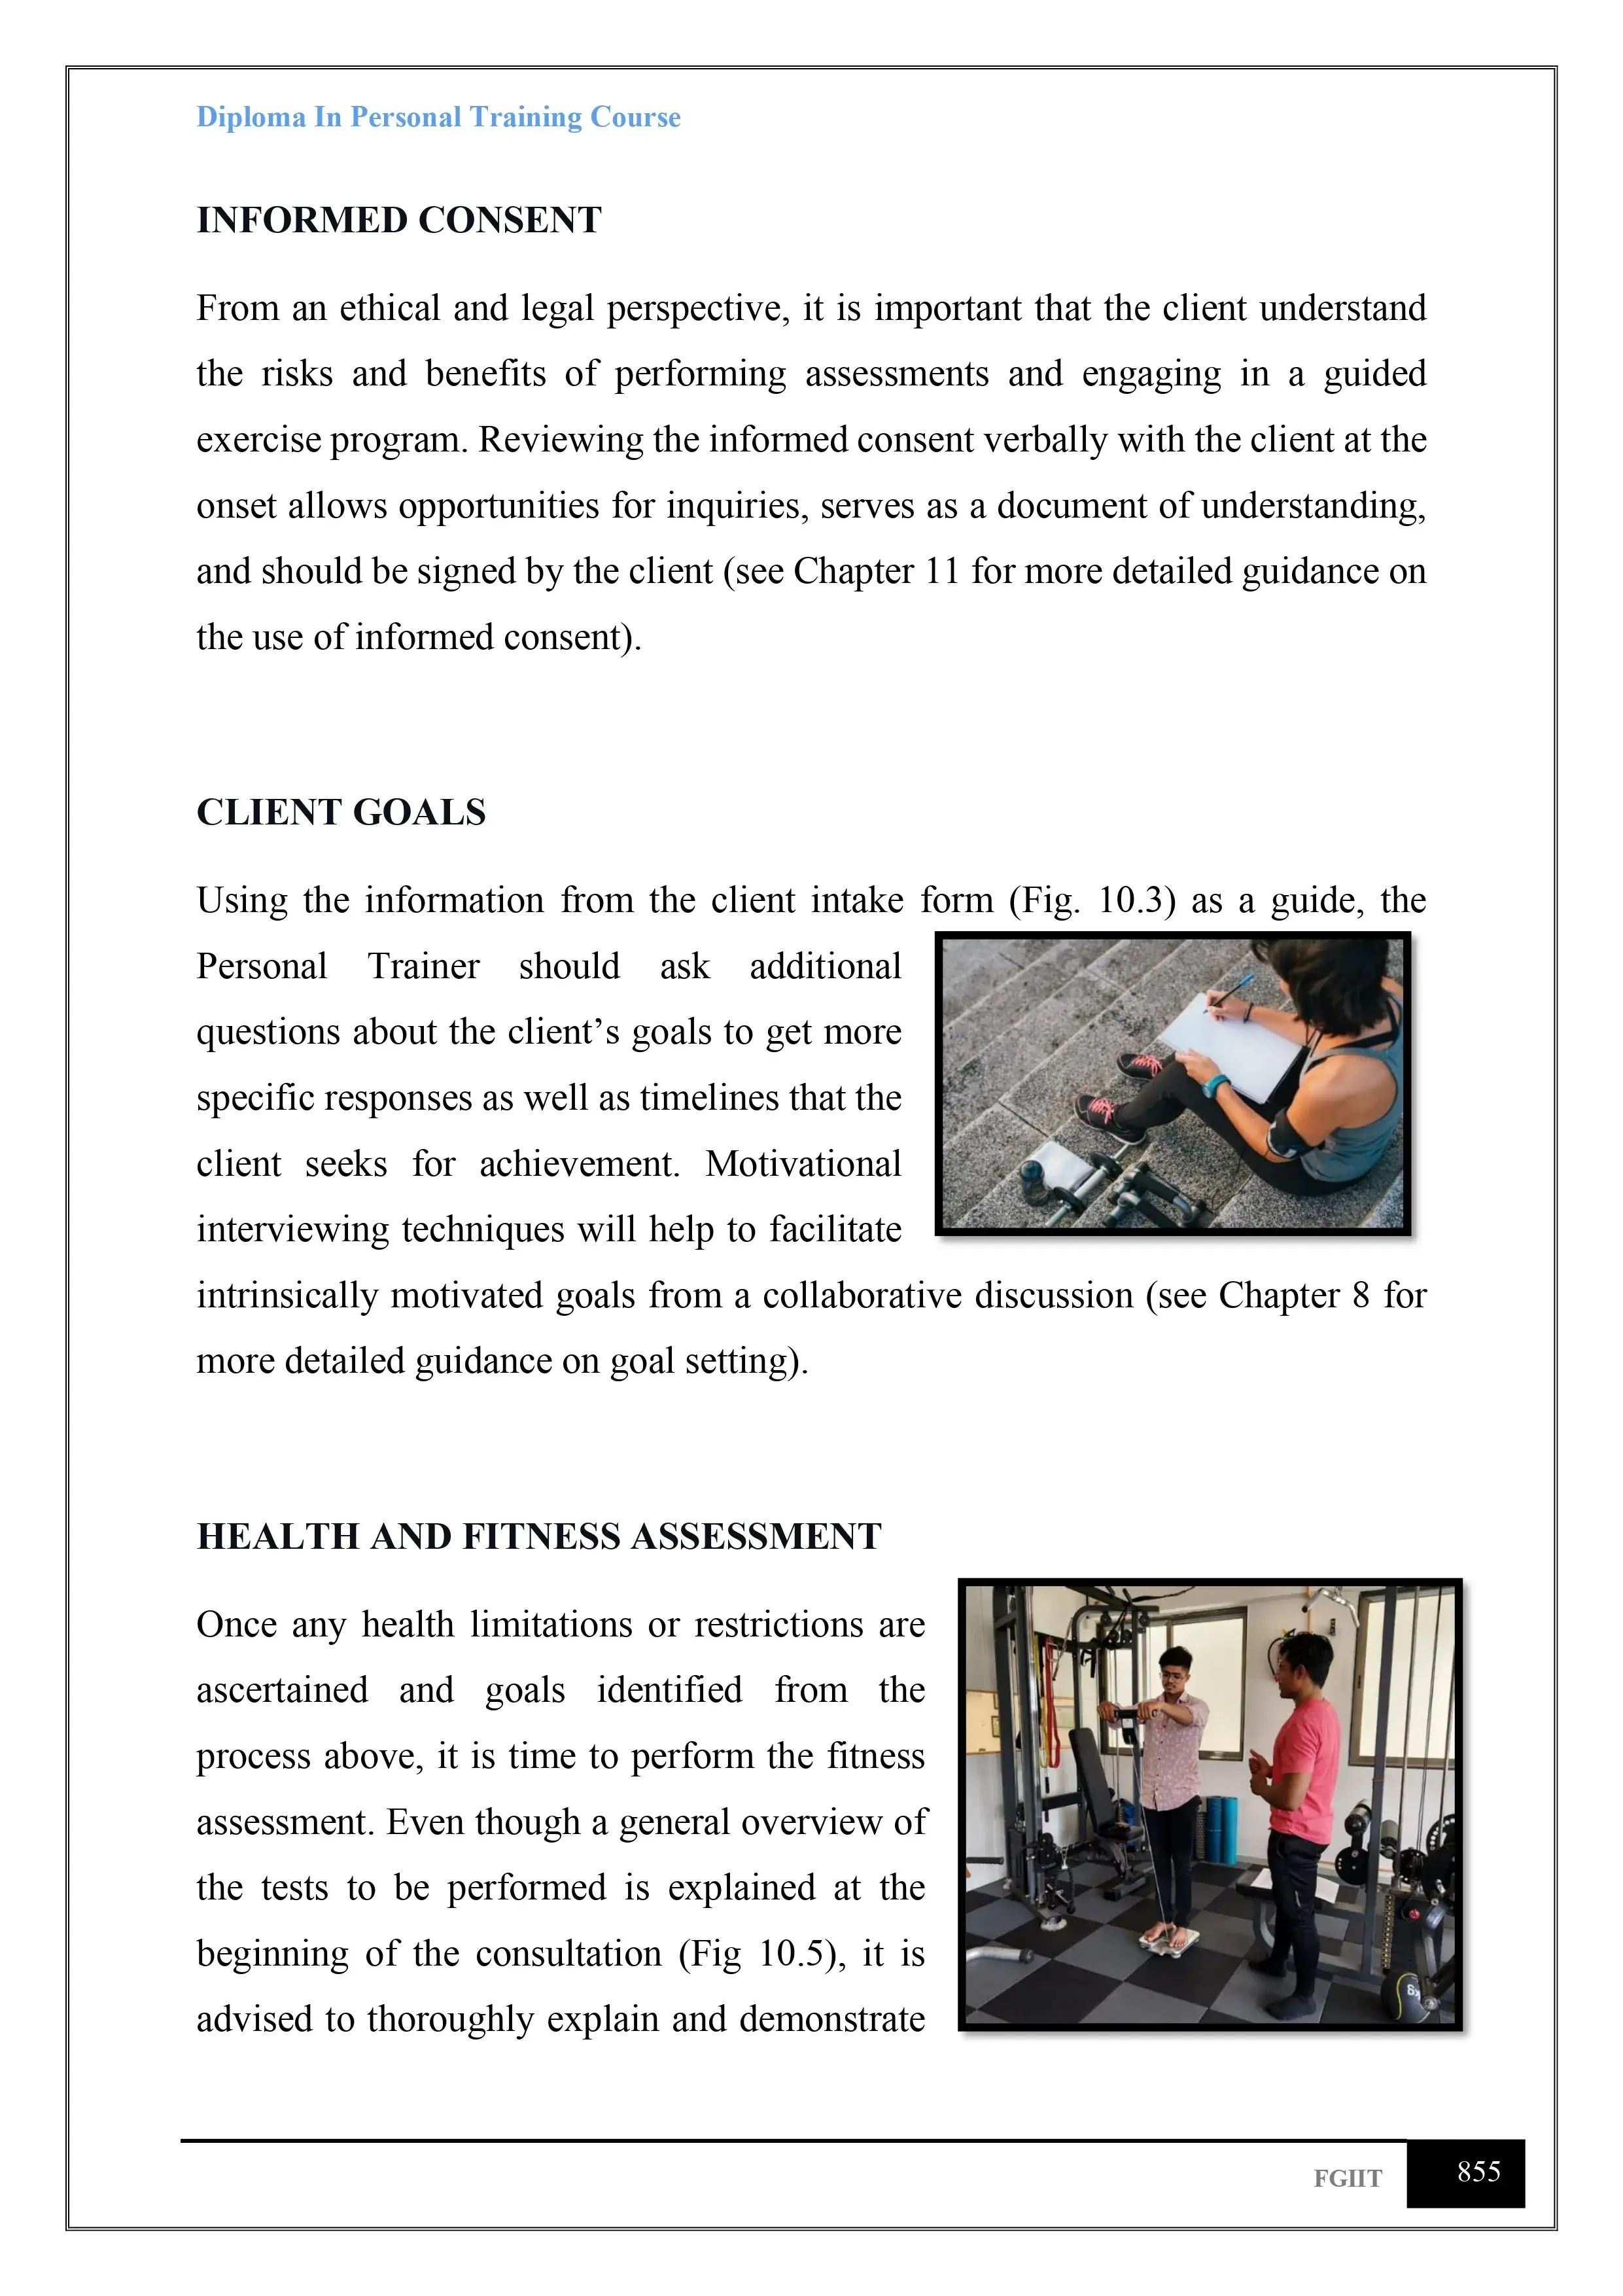 Diploma In Personal Training Course
INFORMED CONSENT
From an ethical and legal perspective, it is important that the client understand
the risks and benefits of performing assessments and engaging in a guided
exercise program. Reviewing the informed consent verbally with the client at the
onset allows opportunities for inquiries, serves as a document of understanding,
and should be signed by the client (see Chapter 11 for more detailed guidance on
the use of informed consent).
CLIENT GOALS
Using the information from the client intake form (Fig. 10.3) as a guide, the
Personal Trainer should ask additional
questions about the client’s goals to get more
specific responses as well as timelines that the
client seeks for achievement. Motivational
interviewing techniques will help to facilitate
intrinsically motivated goals from a collaborative discussion (see Chapter 8 for
more detailed guidance on goal setting).
HEALTH AND FITNESS ASSESSMENT
Once any health limitations or restrictions are
ascertained and goals identified from the
process above, it is time to perform the fitness
assessment. Even though a general overview of
the tests to be performed is explained at the
beginning of the consultation (Fig 10.5), it is
advised to thoroughly explain and demonstrate
kg
FGIIT
855